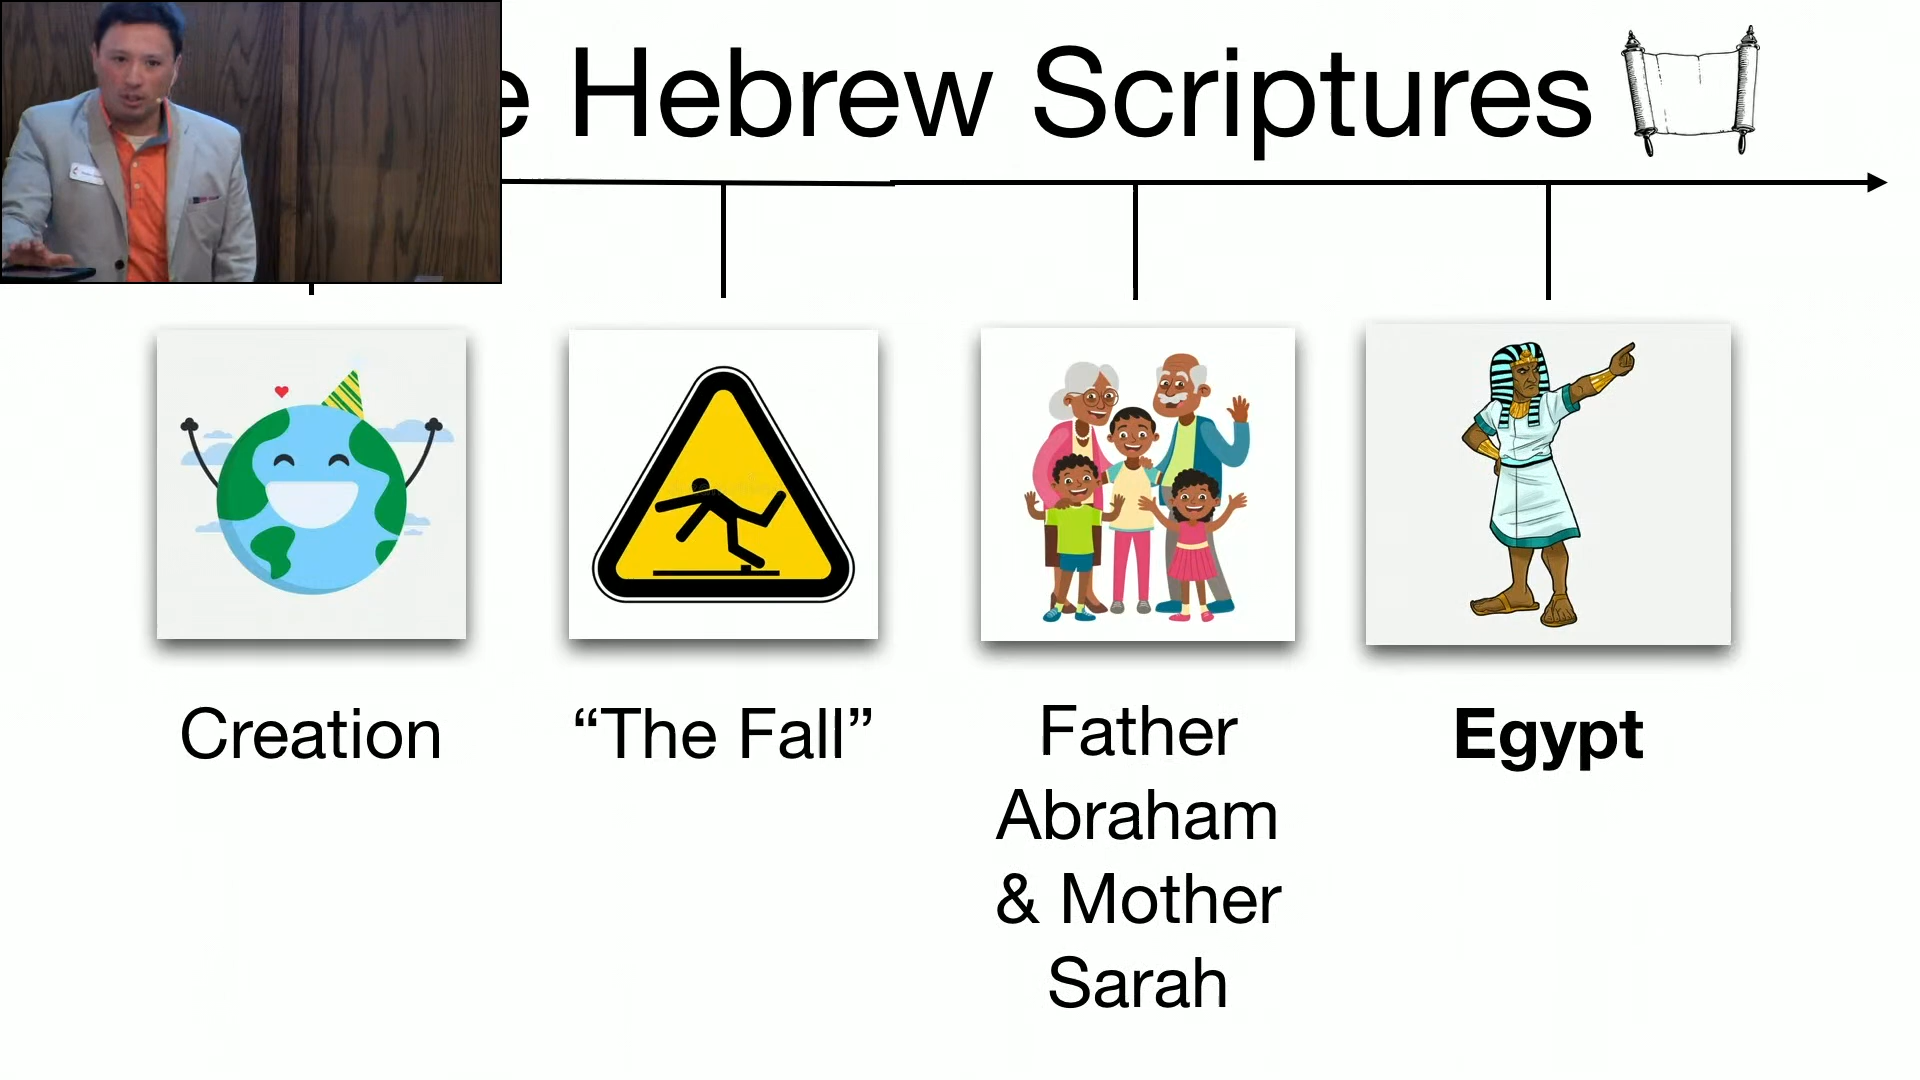 e Hebrew Scriptures
Creation
“The Fall”
Father
Abraham
& Mother
Sarah
Egypt